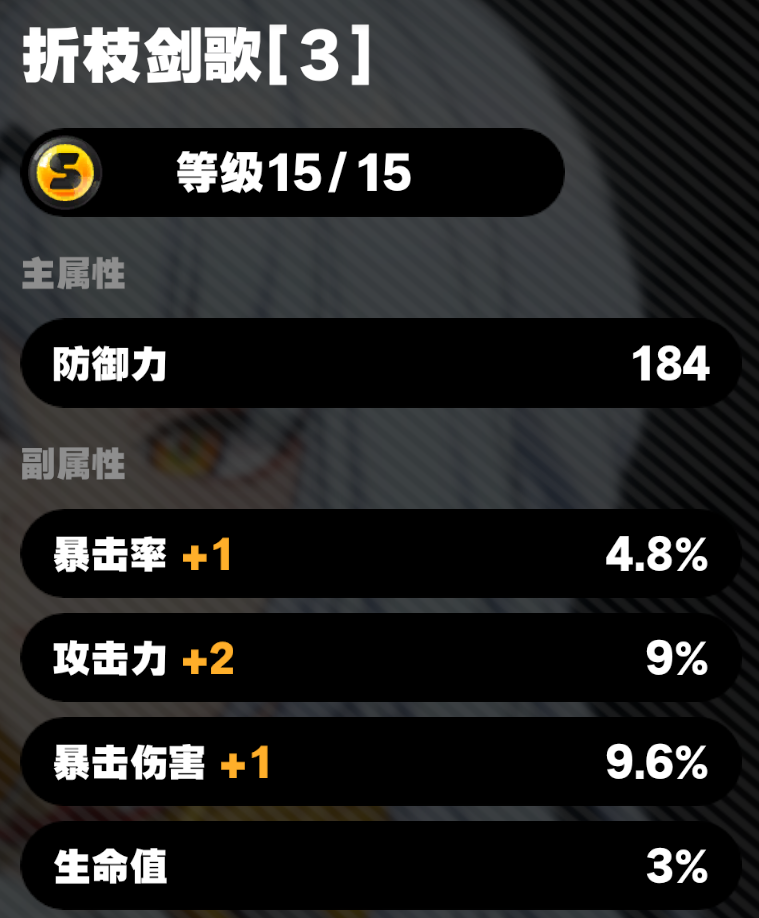 折枝剑歌[3]
S 等级15/15
主属性
防御力 184
副属性
暴击率 +1 4.8%
攻击力 +2 9%
暴击伤害 +1 9.6%
生命值 3%